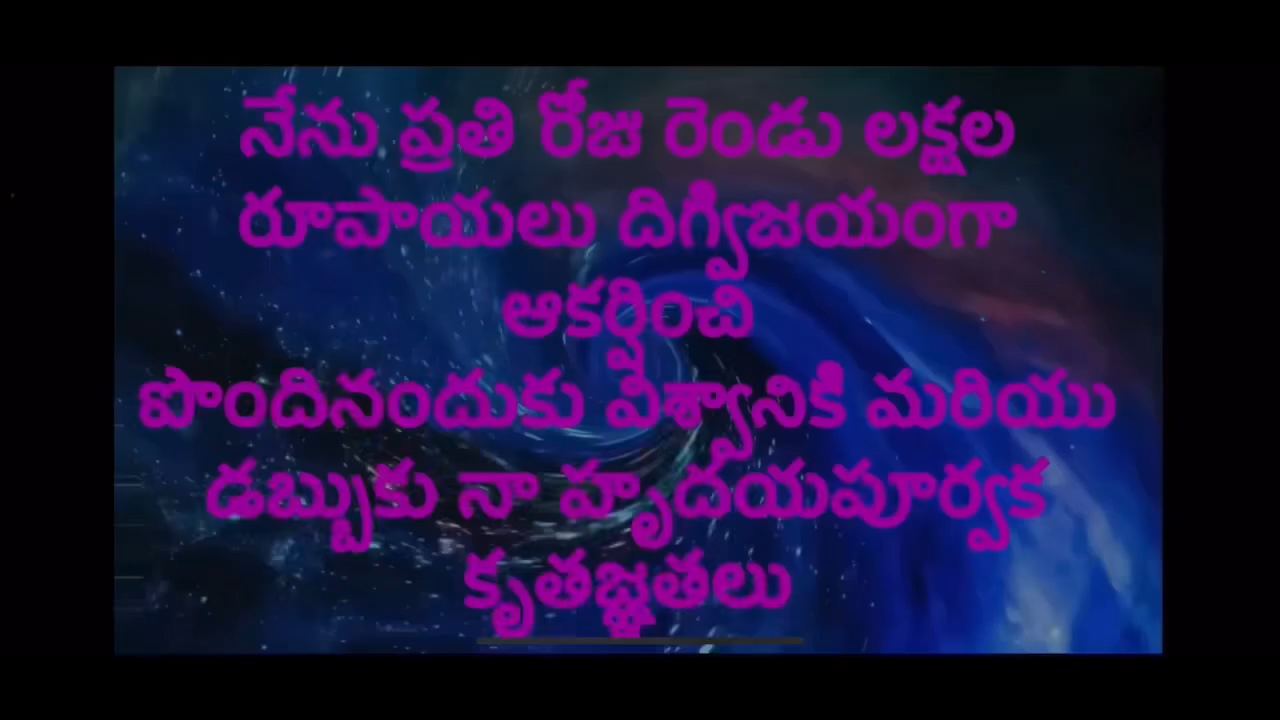 నేను ప్రతి రోజు రెండు లక్షల
రూపాయలు దిగ్విజయంగా
ఆకర్షించి
పొందినందుకు విశ్వానికి మరియు
డబ్బుకు నా హృదయపూర్వక
కృతజ్ఞతలు